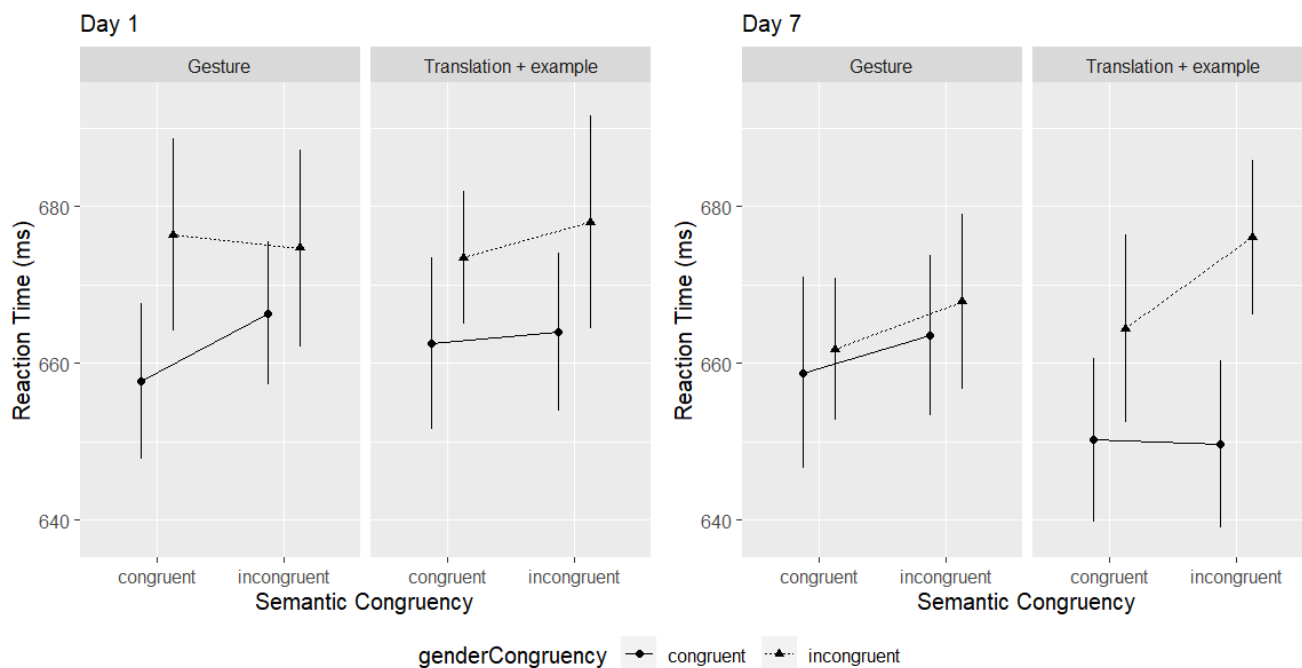 Day 1
Gesture
Translation + example
Reaction Time (ms)
680
660
640
congruent
incongruent
congruent
incongruent
Semantic Congruency
Day 7
Gesture
Translation + example
Reaction Time (ms)
680
660
640
congruent
incongruent
congruent
incongruent
Semantic Congruency
genderCongruency congruent incongruent